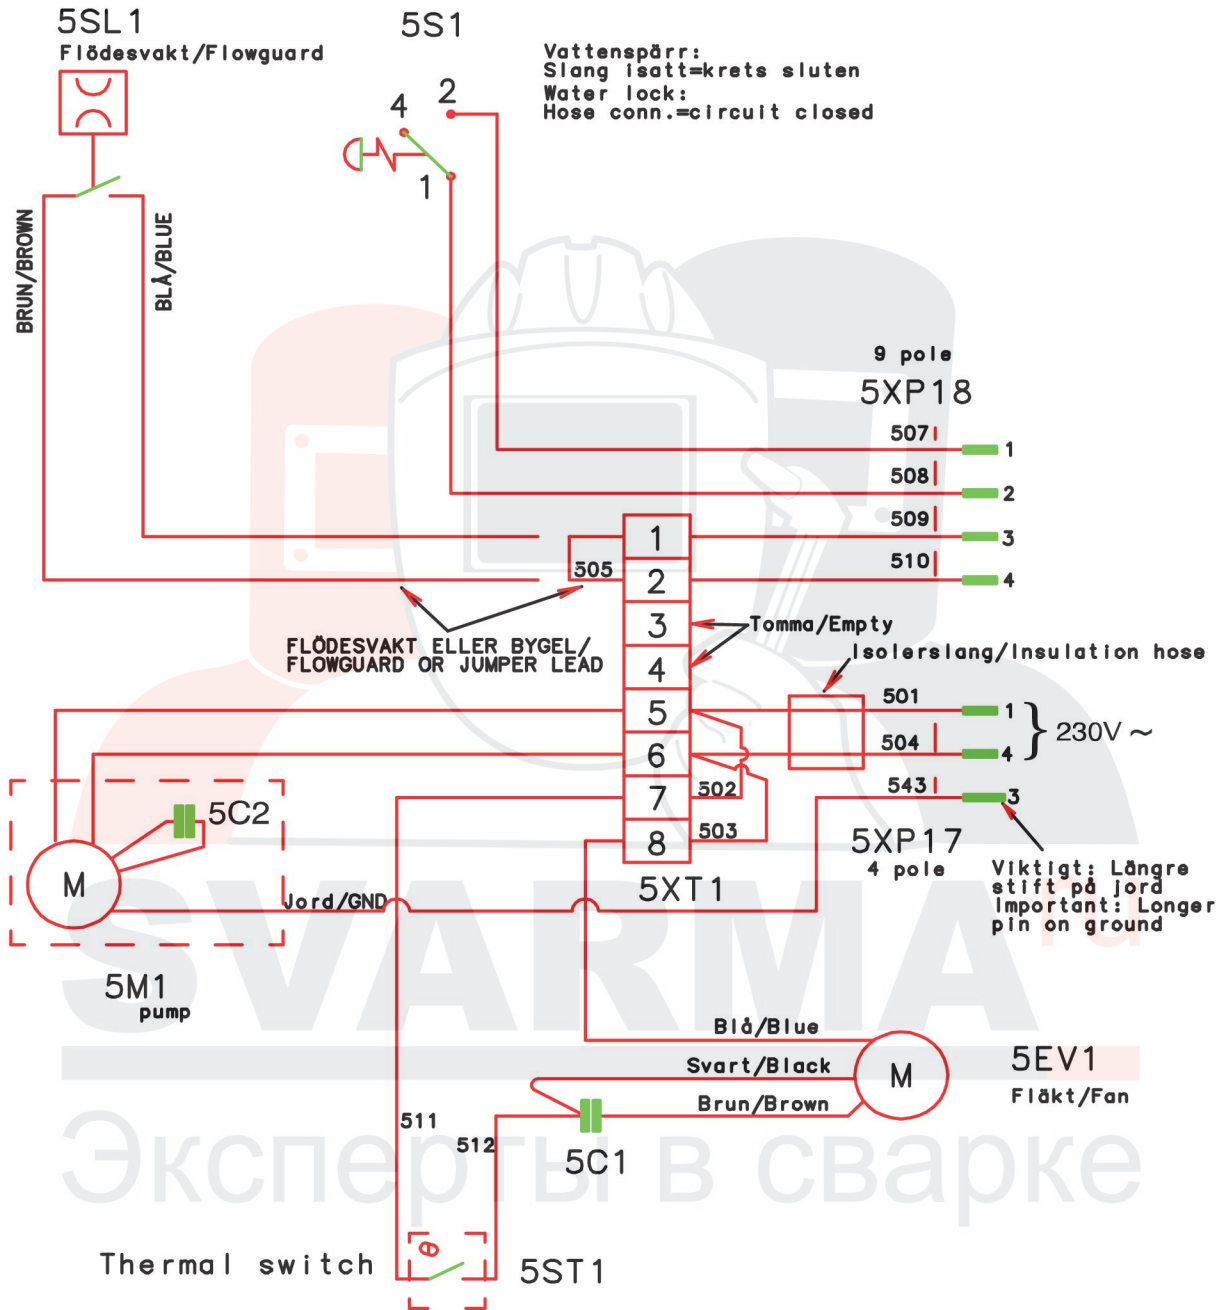 5SL1
Flödesvakt/Flowguard
5S1
Vattenspärr:
Slang isatt=krets sluten
Water lock:
Hose conn.=circuit closed
4
2
1
BRUN/BROWN
BLÅ/BLUE
9 pole
5XP18
507
1
508
2
509
3
510
4
1
305
2
3
4
5
6
7
8
5XT1
Tomma/Empty
FLÖDESVAKT ELLER BYGEL/
FLOWGUARD OR JUMPER LEAD
Isolerslang/Insulation hose
501
1
504
4
} 230V ~
543
3
502
503
5XP17
4 pole
Viktigt: Längre
stift på jord
Important: Longer
pin on ground
5C2
M
Jord/GND
5M1
pump
SVARMA
ru
Blå/Blue
Svart/Black
Brun/Brown
M
5EV1
Fläkt/Fan
511
512
5C1
Эксперты в сварке
Thermal switch
θ
5ST1